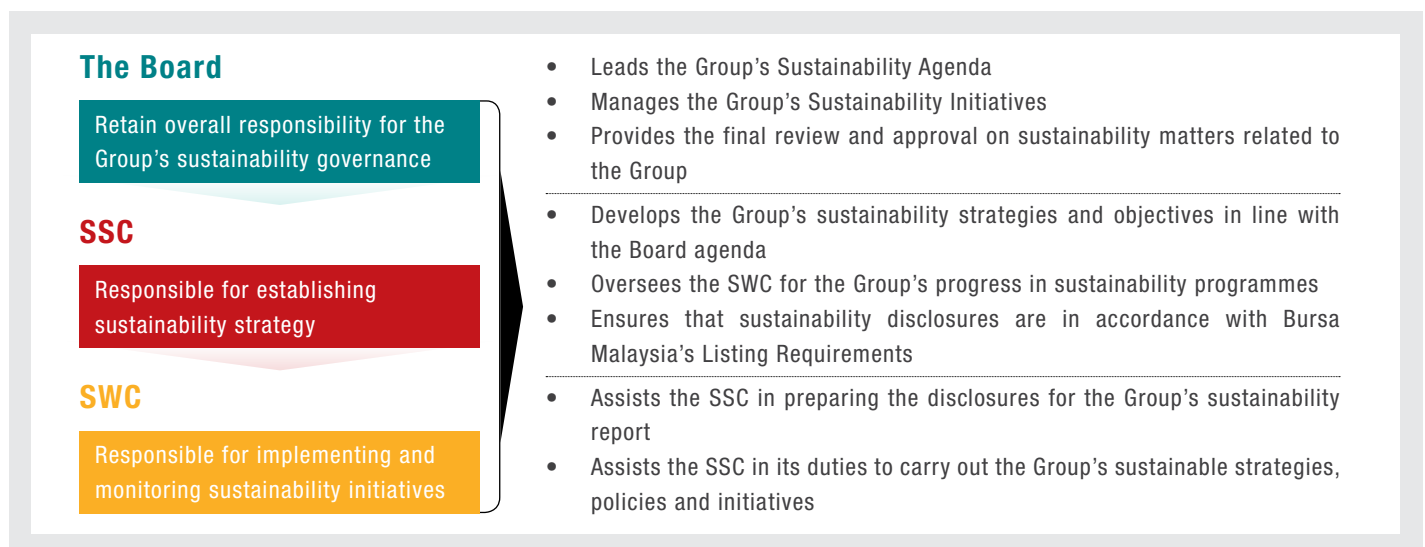 The Board
Retain overall responsibility for the
Group's sustainability governance
• Leads the Group's Sustainability Agenda
• Manages the Group's Sustainability Initiatives
• Provides the final review and approval on sustainability matters related to
the Group
SSC
Responsible for establishing
sustainability strategy
• Develops the Group's sustainability strategies and objectives in line with
the Board agenda
• Oversees the SWC for the Group's progress in sustainability programmes
• Ensures that sustainability disclosures are in accordance with Bursa
Malaysia's Listing Requirements
SWC
Responsible for implementing and
monitoring sustainability initiatives
• Assists the SSC in preparing the disclosures for the Group's sustainability
report
• Assists the SSC in its duties to carry out the Group's sustainable strategies,
policies and initiatives